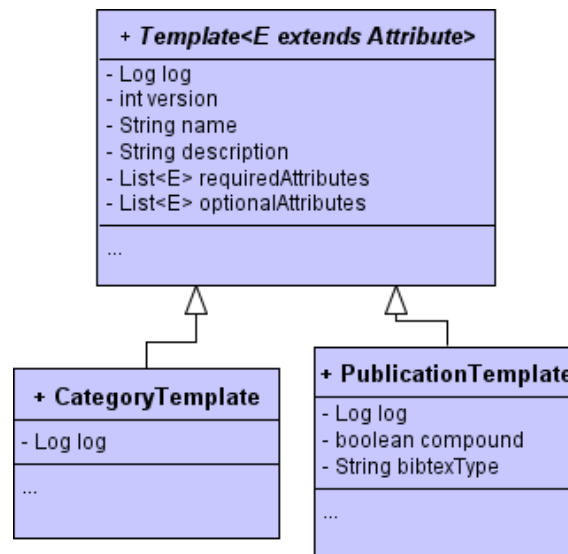 + Template<E extends Attribute>
- Log log
- int version
- String name
- String description
- List<E> requiredAttributes
- List<E> optionalAttributes
...
+ CategoryTemplate
- Log log
...
+ PublicationTemplate
- Log log
- boolean compound
- String bibtexType
...